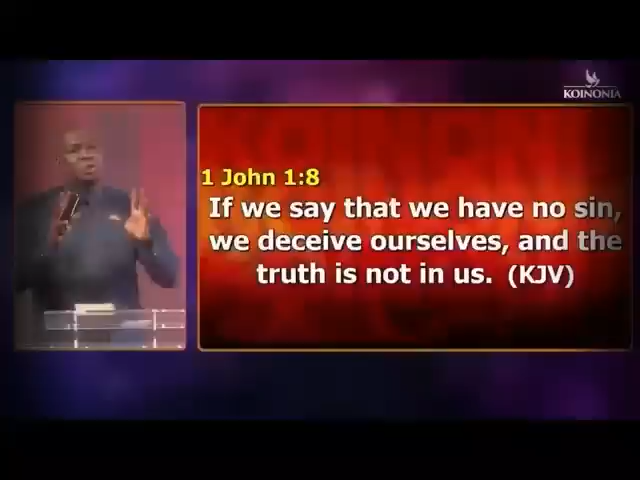 KOINONIA
1 John 1:8
If we say that we have no sin,
we deceive ourselves, and the
truth is not in us. (KJV)